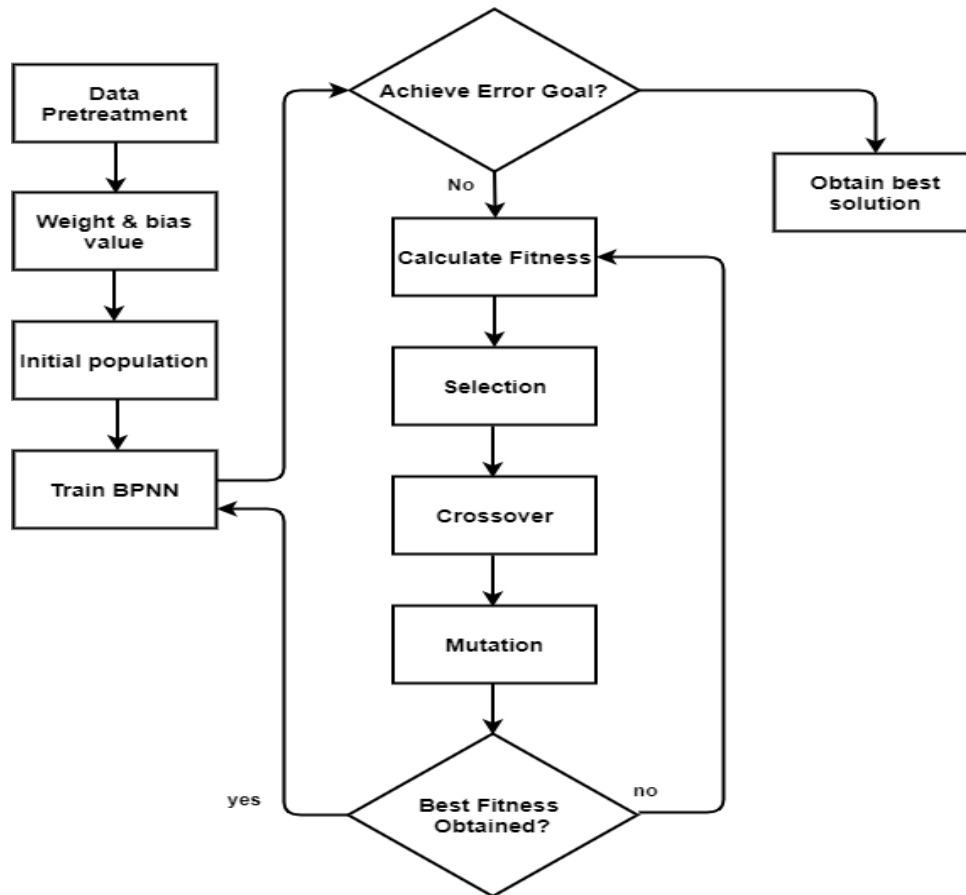 Data
Pretreatment
Weight & bias
value
Initial population
Train BPNN
Achieve Error Goal?
No
Obtain best
solution
Calculate Fitness
Selection
Crossover
Mutation
Best Fitness
Obtained?
yes
no